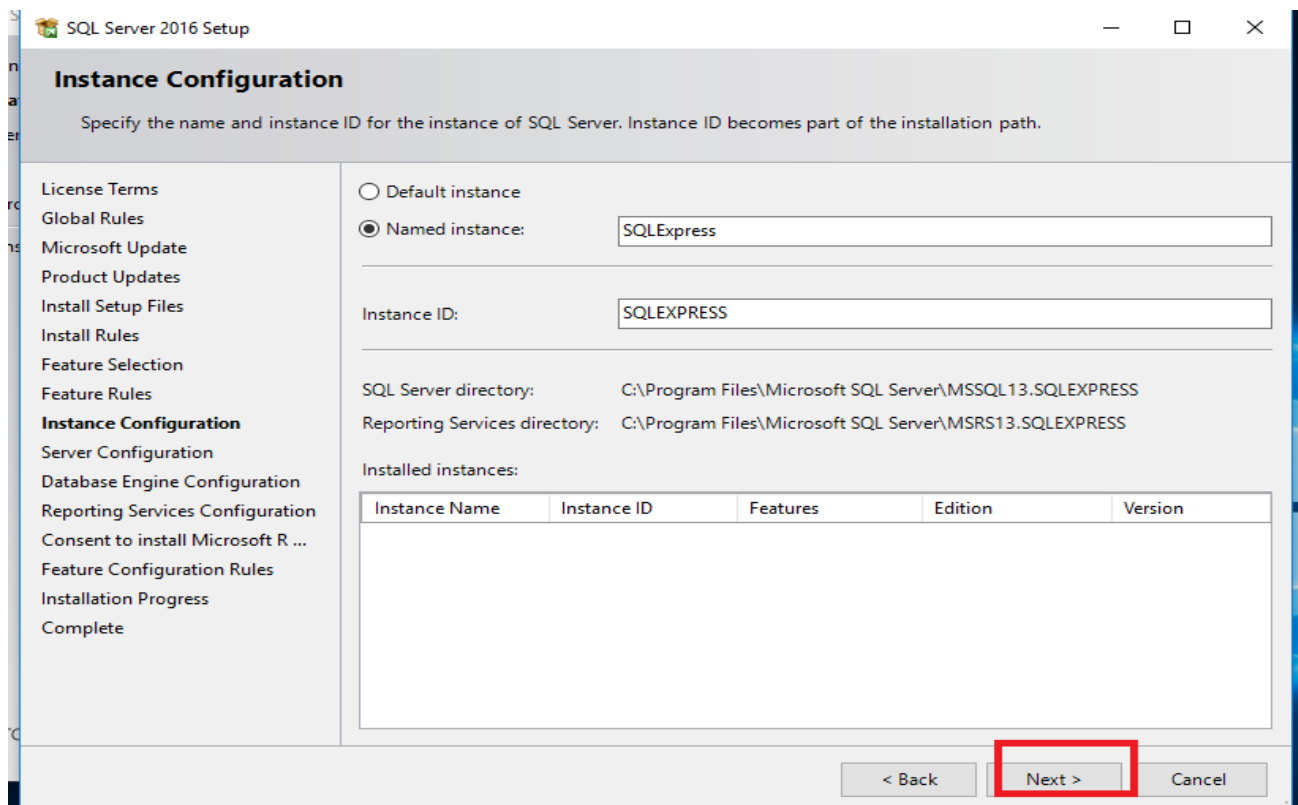 SQL Server 2016 Setup
Instance Configuration
Specify the name and instance ID for the instance of SQL Server. Instance ID becomes part of the installation path.
License Terms
Global Rules
Microsoft Update
Product Updates
Install Setup Files
Install Rules
Feature Selection
Feature Rules
Instance Configuration
Server Configuration
Database Engine Configuration
Reporting Services Configuration
Consent to install Microsoft R ...
Feature Configuration Rules
Installation Progress
Complete
Default instance
Named instance: SQLExpress
Instance ID: SQLEXPRESS
SQL Server directory: C:\Program Files\Microsoft SQL Server\MSSQL13.SQLEXPRESS
Reporting Services directory: C:\Program Files\Microsoft SQL Server\MSRS13.SQLEXPRESS
Installed instances:
Instance Name Instance ID Features Edition Version
< Back Next > Cancel